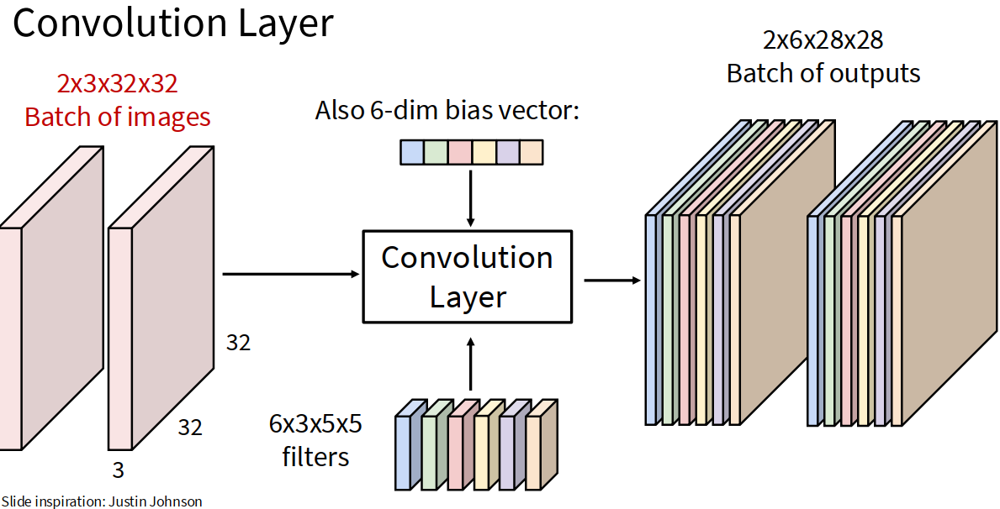 Convolution Layer
2x3x32x32
Batch of images
32
32
3
Also 6-dim bias vector:
Convolution
Layer
6x3x5x5
filters
2x6x28x28
Batch of outputs
Slide inspiration: Justin Johnson